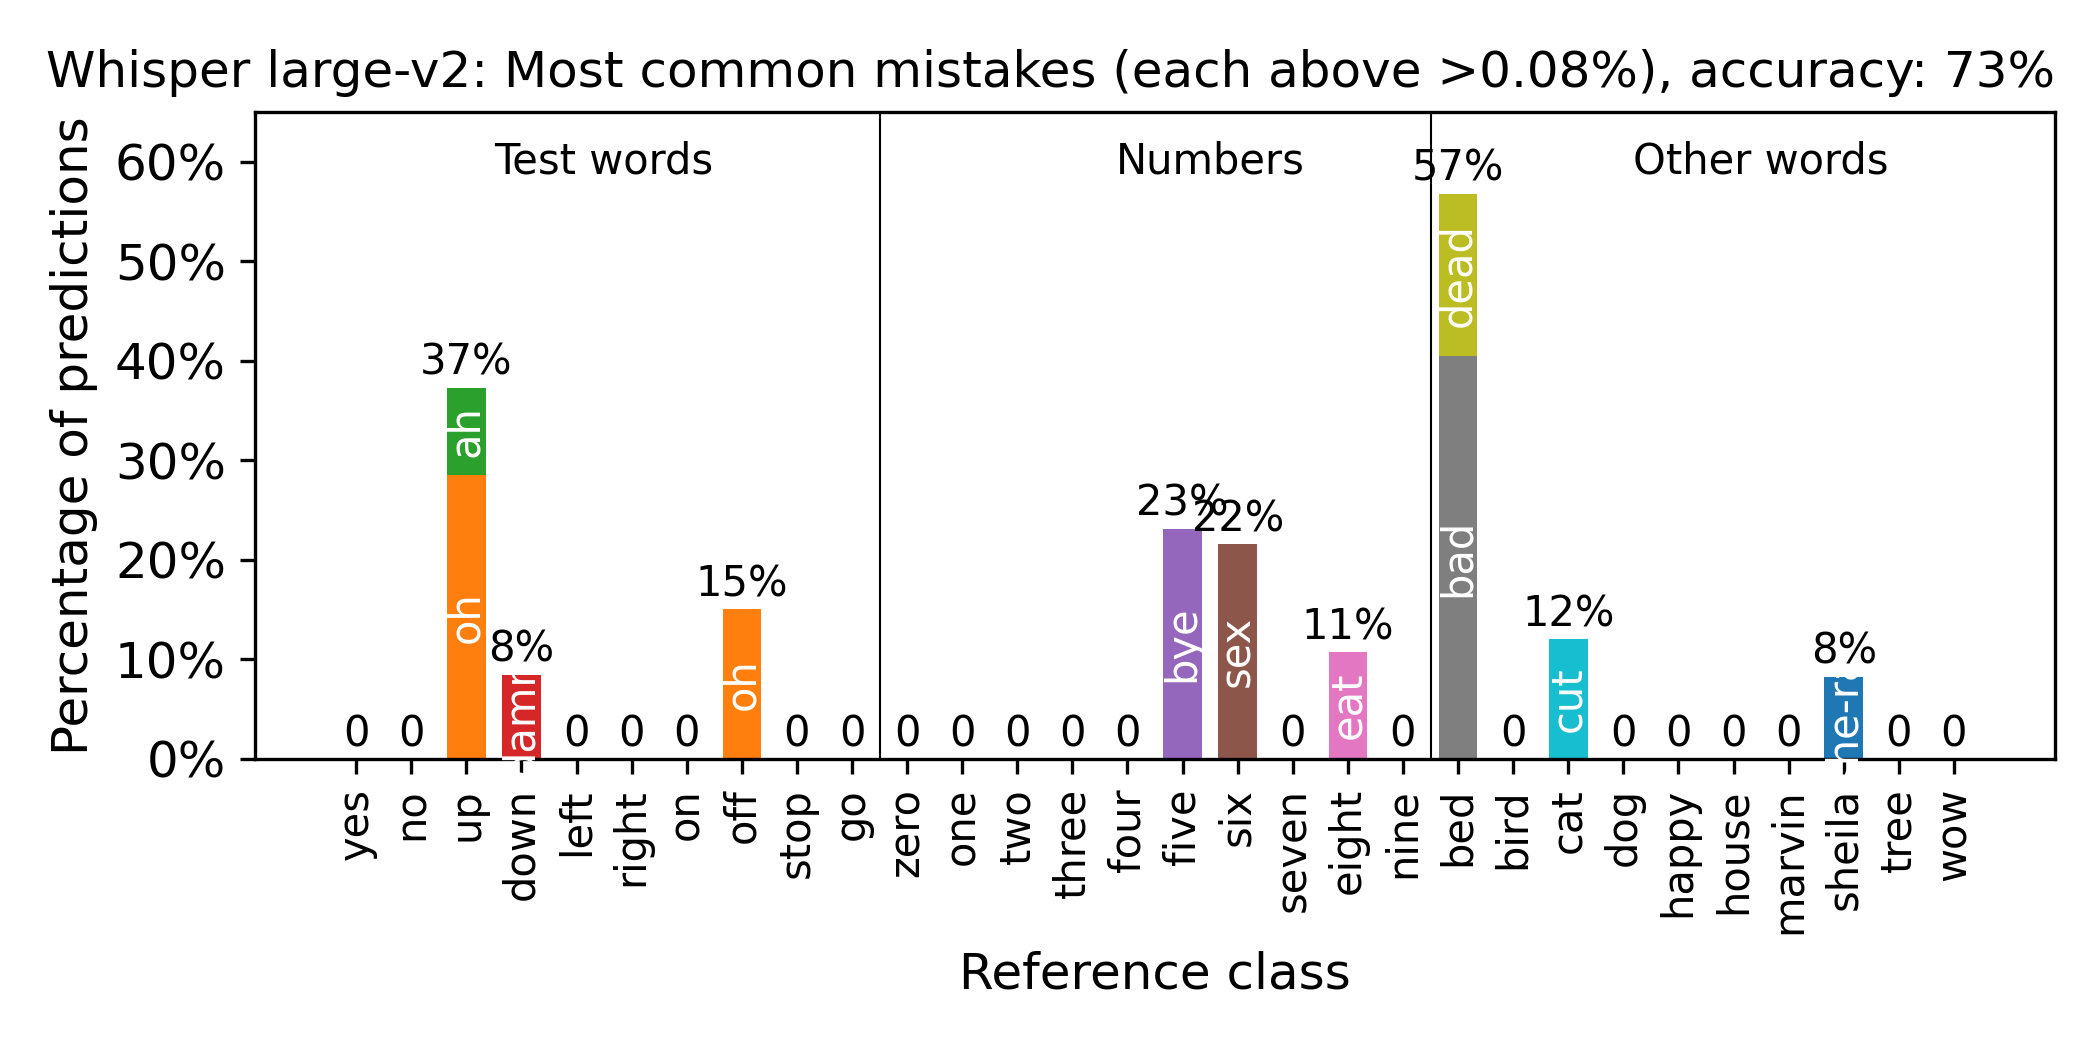 Whisper large-v2: Most common mistakes (each above >0.08%), accuracy: 73%
Percentage of predictions
60%
50%
40%
30%
20%
10%
0%
Test words
Numbers
Other words
37%
8%
15%
23%
22%
11%
57%
12%
8%
0 0 0 0 0 0 0 0 0 0 0 0 0 0 0 0 0 0 0 0 0
ah
oh
oh
bye
sex
eat
dead
bad
cut
yes no up down left right on off stop go zero one two three four five six seven eight nine bed bird cat dog happy house marvin sheila tree wow
Reference class